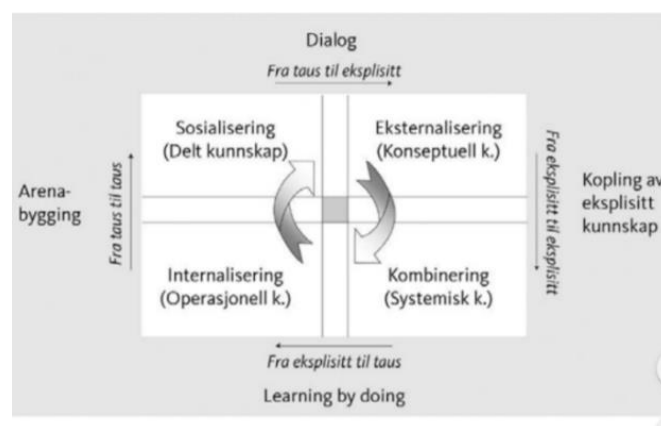 Dialog
Fra taus til eksplisitt
Sosialisering
(Delt kunnskap)
Eksternalisering
(Konseptuell k.)
Arena-
bygging
Fra taus til taus
Fra eksplisitt til eksplisitt
Kopling av
eksplisitt
kunnskap
Internalisering
(Operasjonell k.)
Kombinering
(Systemisk k.)
Fra eksplisitt til taus
Learning by doing